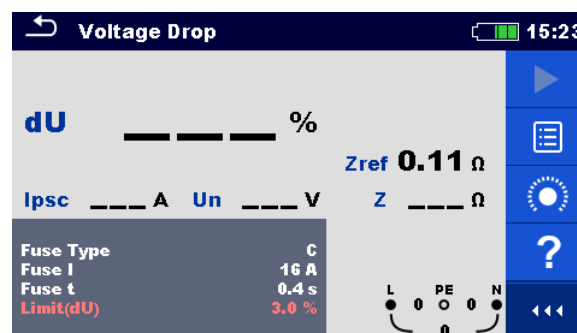 Voltage Drop 15:23
dU ___ %
Zref 0.11 Ω
Ipsc ___ A Un ___ V Z ___ Ω
Fuse Type C
Fuse I 16 A
Fuse t 0.4 s
Limit(dU) 3.0 %
L PE N
0 0
0
?